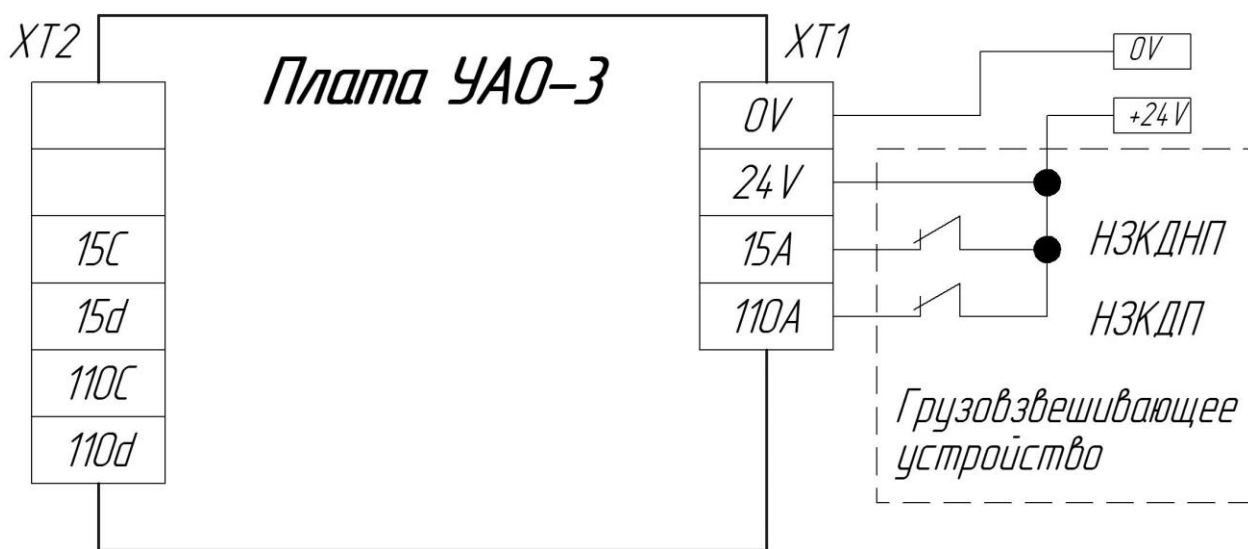 XT2
Плата УАО-3
XT1
0V
+24V
0V
24V
15A
110A
НЗКДНП
НЗКДП
15C
15d
110C
110d
Грузовзвешивающее
устройство